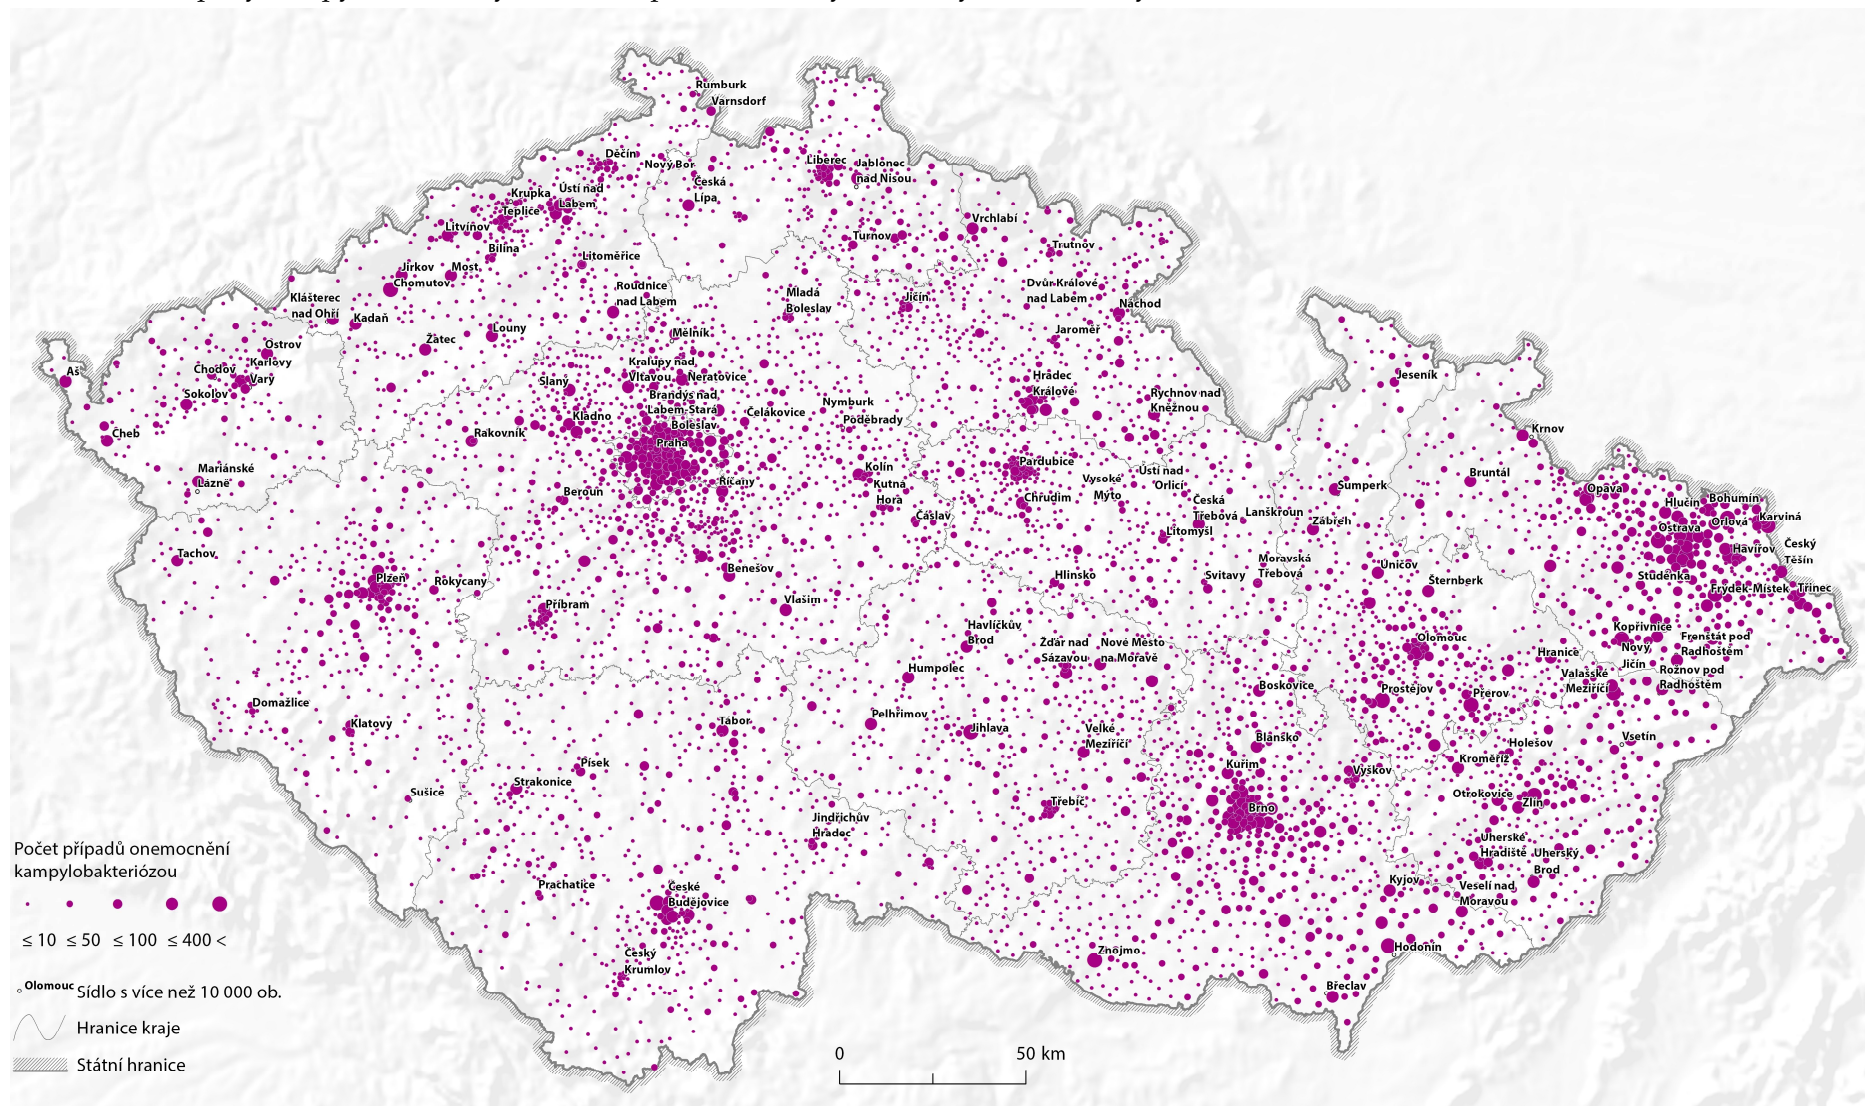 Rumburk
Varnsdorf
Děčín
Nový Bor
Česká
Lípa
Liberec
Jablonec
nad Nisou
Krupka
Ústí nad
Labem
Teplice
Litvínov
Bílina
Turnov
Vrchlabí
Trutnov
Litoměřice
Jirkov
Most
Chomutov
Klášterec
nad Ohří
Kadaň
Roudnice
nad Labem
Mladá
Boleslav
Jičín
Dvůr Králové
nad Labem
Náchod
Jaroměř
Louny
Žatec
Mělník
Ostrov
Karlovy
Vary
Chodov
Sokolov
Aš
Cheb
Mariánské
Lázně
Kralupy nad
Vltavou
Neratovice
Slaný
Brandýs nad
Labem-Stará
Boleslav
Čelákovice
Nymburk
Poděbrady
Kladno
Rakovník
Praha
Hradec
Králové
Rychnov nad
Kněžnou
Jeseník
Krnov
Bruntál
Kolín
Kutná
Hora
Čáslav
Pardubice
Chrudim
Vysoké
Mýto
Ústí nad
Orlicí
Česká
Třebová
Lanškroun
Litomyšl
Šumperk
Zábřeh
Říčany
Beroun
Opava
Hlučín
Bohumín
Orlová
Karviná
Ostrava
Havířov
Český
Těšín
Studénka
Frýdek-Místek
Třinec
Tachov
Plzeň
Rokycany
Benešov
Vlašim
Příbram
Hlinsko
Svitavy
Moravská
Třebová
Uničov
Šternberk
Kopřivnice
Nový
Jičín
Frenštát pod
Radhoštěm
Rožnov pod
Radhoštěm
Valašské
Meziříčí
Hranice
Olomouc
Havlíčkův
Brod
Žďár nad
Sázavou
Nové Město
na Moravě
Humpolec
Pelhřimov
Jihlava
Velké
Meziříčí
Boskovice
Blansko
Prostějov
Přerov
Domažlice
Klatovy
Tábor
Písek
Strakonice
Sušice
Kuřim
Brno
Vyškov
Kroměříž
Holešov
Vsetín
Otrokovice
Zlín
Třebíč
Jindřichův
Hradec
Uherské
Hradiště
Uherský
Brod
Kyjov
Veselí nad
Moravou
Prachatice
České
Budějovice
Český
Krumlov
Znojmo
Hodonín
Břeclav
Počet případů onemocnění
kampylobakteriózou
≤ 10 ≤ 50 ≤ 100 ≤ 400 <
Olomouc Sídlo s více než 10 000 ob.
Hranice kraje
Státní hranice
0 50 km